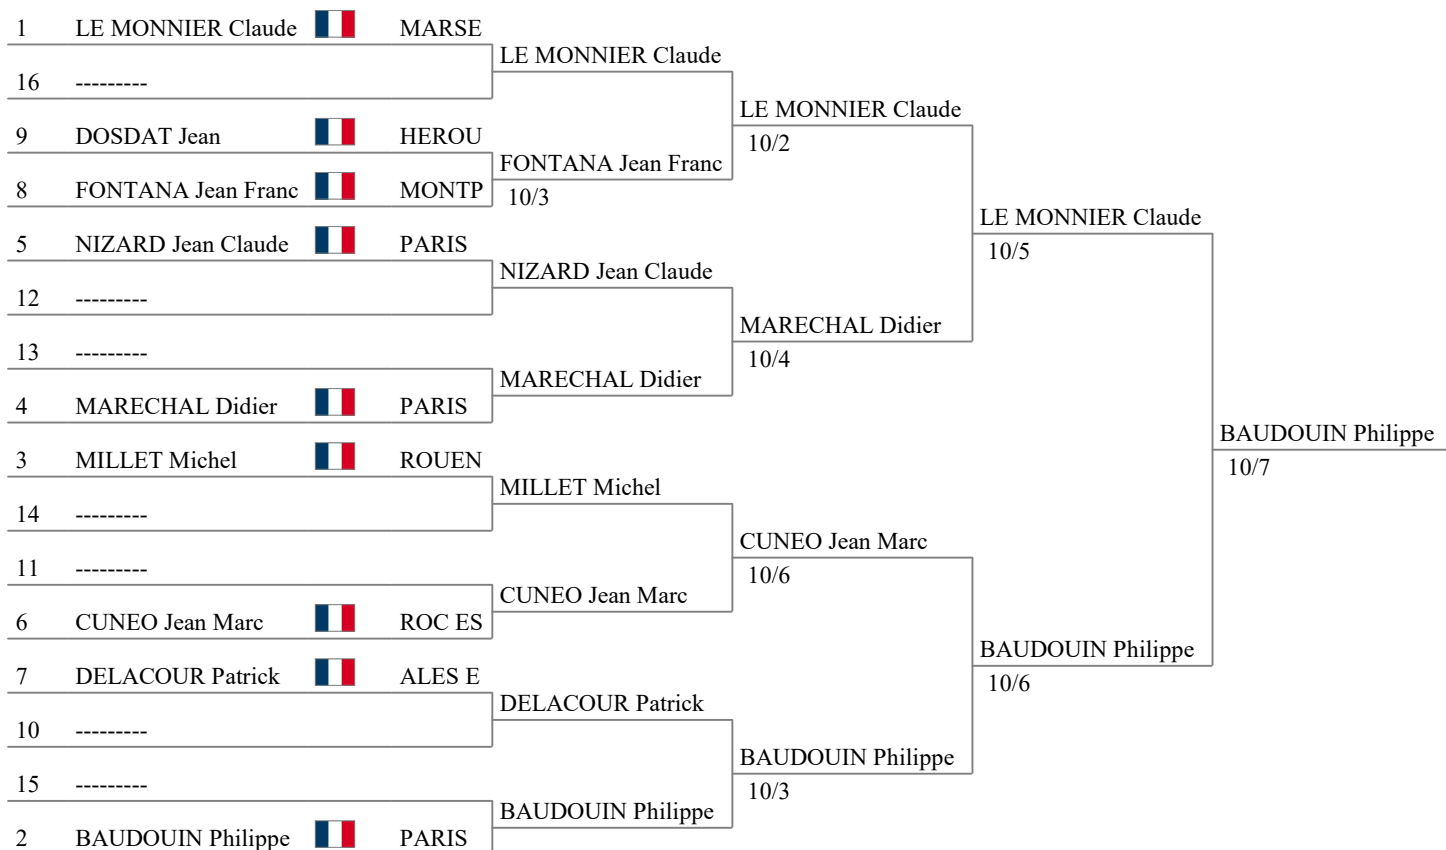 1 LE MONNIER Claude MARSE
LE MONNIER Claude
16 ---------
LE MONNIER Claude
10/2
9 DOSDAT Jean HEROU
FONTANA Jean Franc
10/3
8 FONTANA Jean Franc MONTP
LE MONNIER Claude
10/5
5 NIZARD Jean Claude PARIS
NIZARD Jean Claude
12 ---------
MARECHAL Didier
10/4
13 ---------
MARECHAL Didier
4 MARECHAL Didier PARIS
BAUDOUIN Philippe
10/7
3 MILLET Michel ROUEN
MILLET Michel
14 ---------
CUNEO Jean Marc
10/6
11 ---------
CUNEO Jean Marc
6 CUNEO Jean Marc ROC ES
BAUDOUIN Philippe
10/6
7 DELACOUR Patrick ALES E
DELACOUR Patrick
10 ---------
BAUDOUIN Philippe
10/3
15 ---------
BAUDOUIN Philippe
2 BAUDOUIN Philippe PARIS